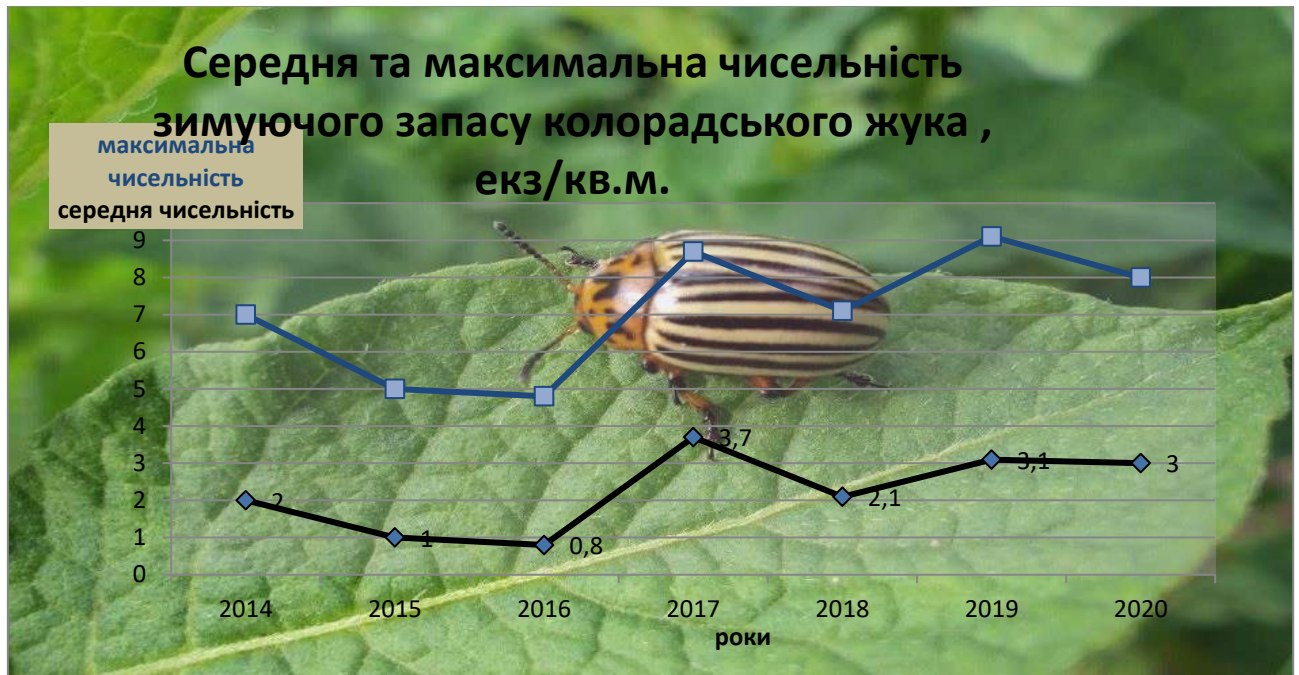 Середня та максимальна чисельність
зимуючого запасу колорадського жука ,
екз/кв.м.
максимальна
чисельність
середня чисельність
9
8
7
6
5
4
3
2
1
0
2
1
0,8
3,7
2,1
3,1
3
2014 2015 2016 2017 2018 2019 2020
роки